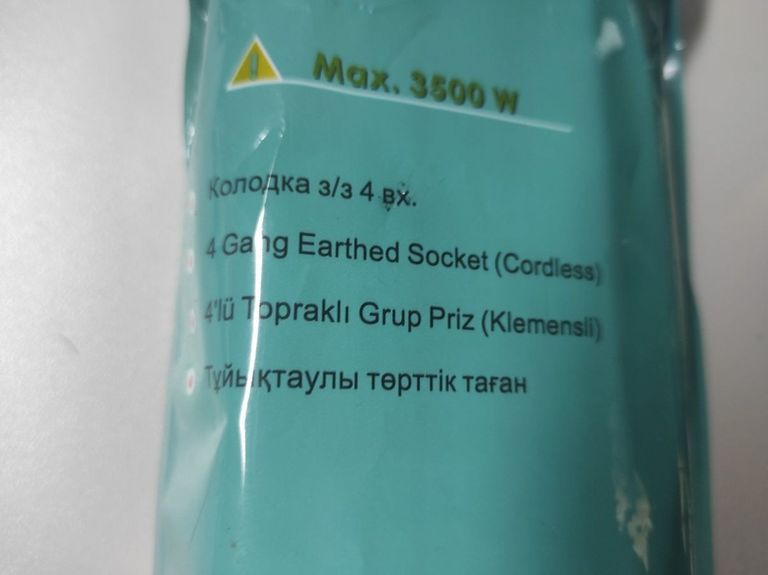 Max. 3500 W
Колодка з/з 4 вх.
4 Gang Earthed Socket (Cordless)
4'lü Topraklı Grup Priz (Klemensli)
Тұйықтаулы төрттік таған